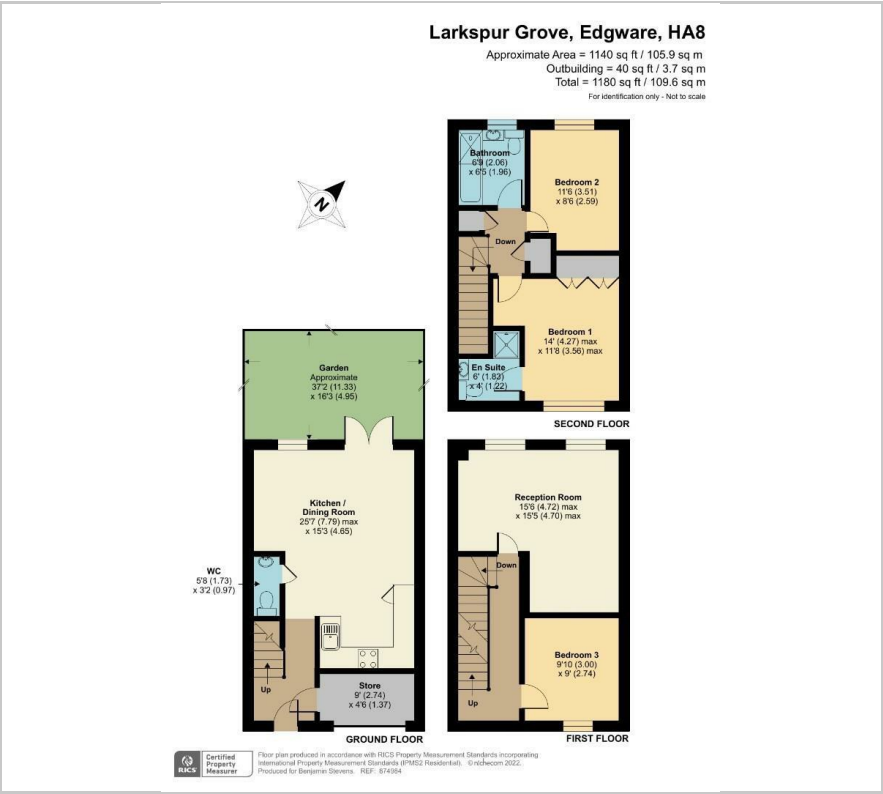 Larkspur Grove, Edgware, HA8
Approximate Area = 1140 sq ft / 105.9 sq m
Outbuilding = 40 sq ft / 3.7 sq m
Total = 1180 sq ft / 109.6 sq m
For identification only - Not to scale
N
Bathroom
6'9 (2.06)
x 6'5 (1.96)
Bedroom 2
11'6 (3.51)
x 8'6 (2.59)
Down
Bedroom 1
14' (4.27) max
x 11'8 (3.56) max
En Suite
6' (1.82)
x 4' (1.22)
SECOND FLOOR
Garden
Approximate
37'2 (11.33)
x 16'3 (4.95)
Kitchen /
Dining Room
25'7 (7.79) max
x 15'3 (4.65)
WC
5'8 (1.73)
x 3'2 (0.97)
Up
Store
9' (2.74)
x 4'6 (1.37)
GROUND FLOOR
Reception Room
15'6 (4.72) max
x 15'5 (4.70) max
Down
Bedroom 3
9'10 (3.00)
x 9' (2.74)
Up
FIRST FLOOR
RICS
Certified
Property
Measurer
Floor plan produced in accordance with RICS Property Measurement Standards incorporating
International Property Measurement Standards (IPMS2 Residential). © nichecom 2022.
Produced for Benjamin Stevens. REF: 874984